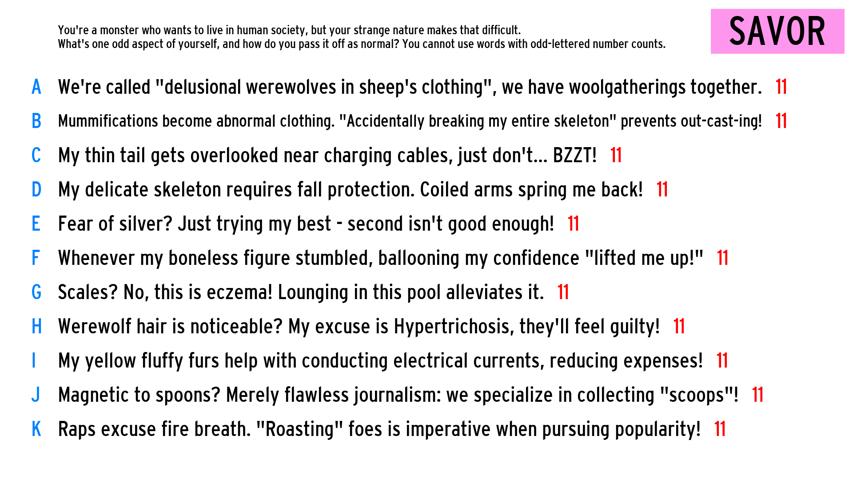 You're a monster who wants to live in human society, but your strange nature makes that difficult.
What's one odd aspect of yourself, and how do you pass it off as normal? You cannot use words with odd-lettered number counts.
SAVOR
A We're called "delusional werewolves in sheep's clothing", we have woolgatherings together. 11
B Mummifications become abnormal clothing. "Accidentally breaking my entire skeleton" prevents out-cast-ing! 11
C My thin tail gets overlooked near charging cables, just don't... BZZT! 11
D My delicate skeleton requires fall protection. Coiled arms spring me back! 11
E Fear of silver? Just trying my best - second isn't good enough! 11
F Whenever my boneless figure stumbled, ballooning my confidence "lifted me up!" 11
G Scales? No, this is eczema! Lounging in this pool alleviates it. 11
H Werewolf hair is noticeable? My excuse is Hypertrichosis, they'll feel guilty! 11
I My yellow fluffy furs help with conducting electrical currents, reducing expenses! 11
J Magnetic to spoons? Merely flawless journalism: we specialize in collecting "scoops"! 11
K Raps excuse fire breath. "Roasting" foes is imperative when pursuing popularity! 11